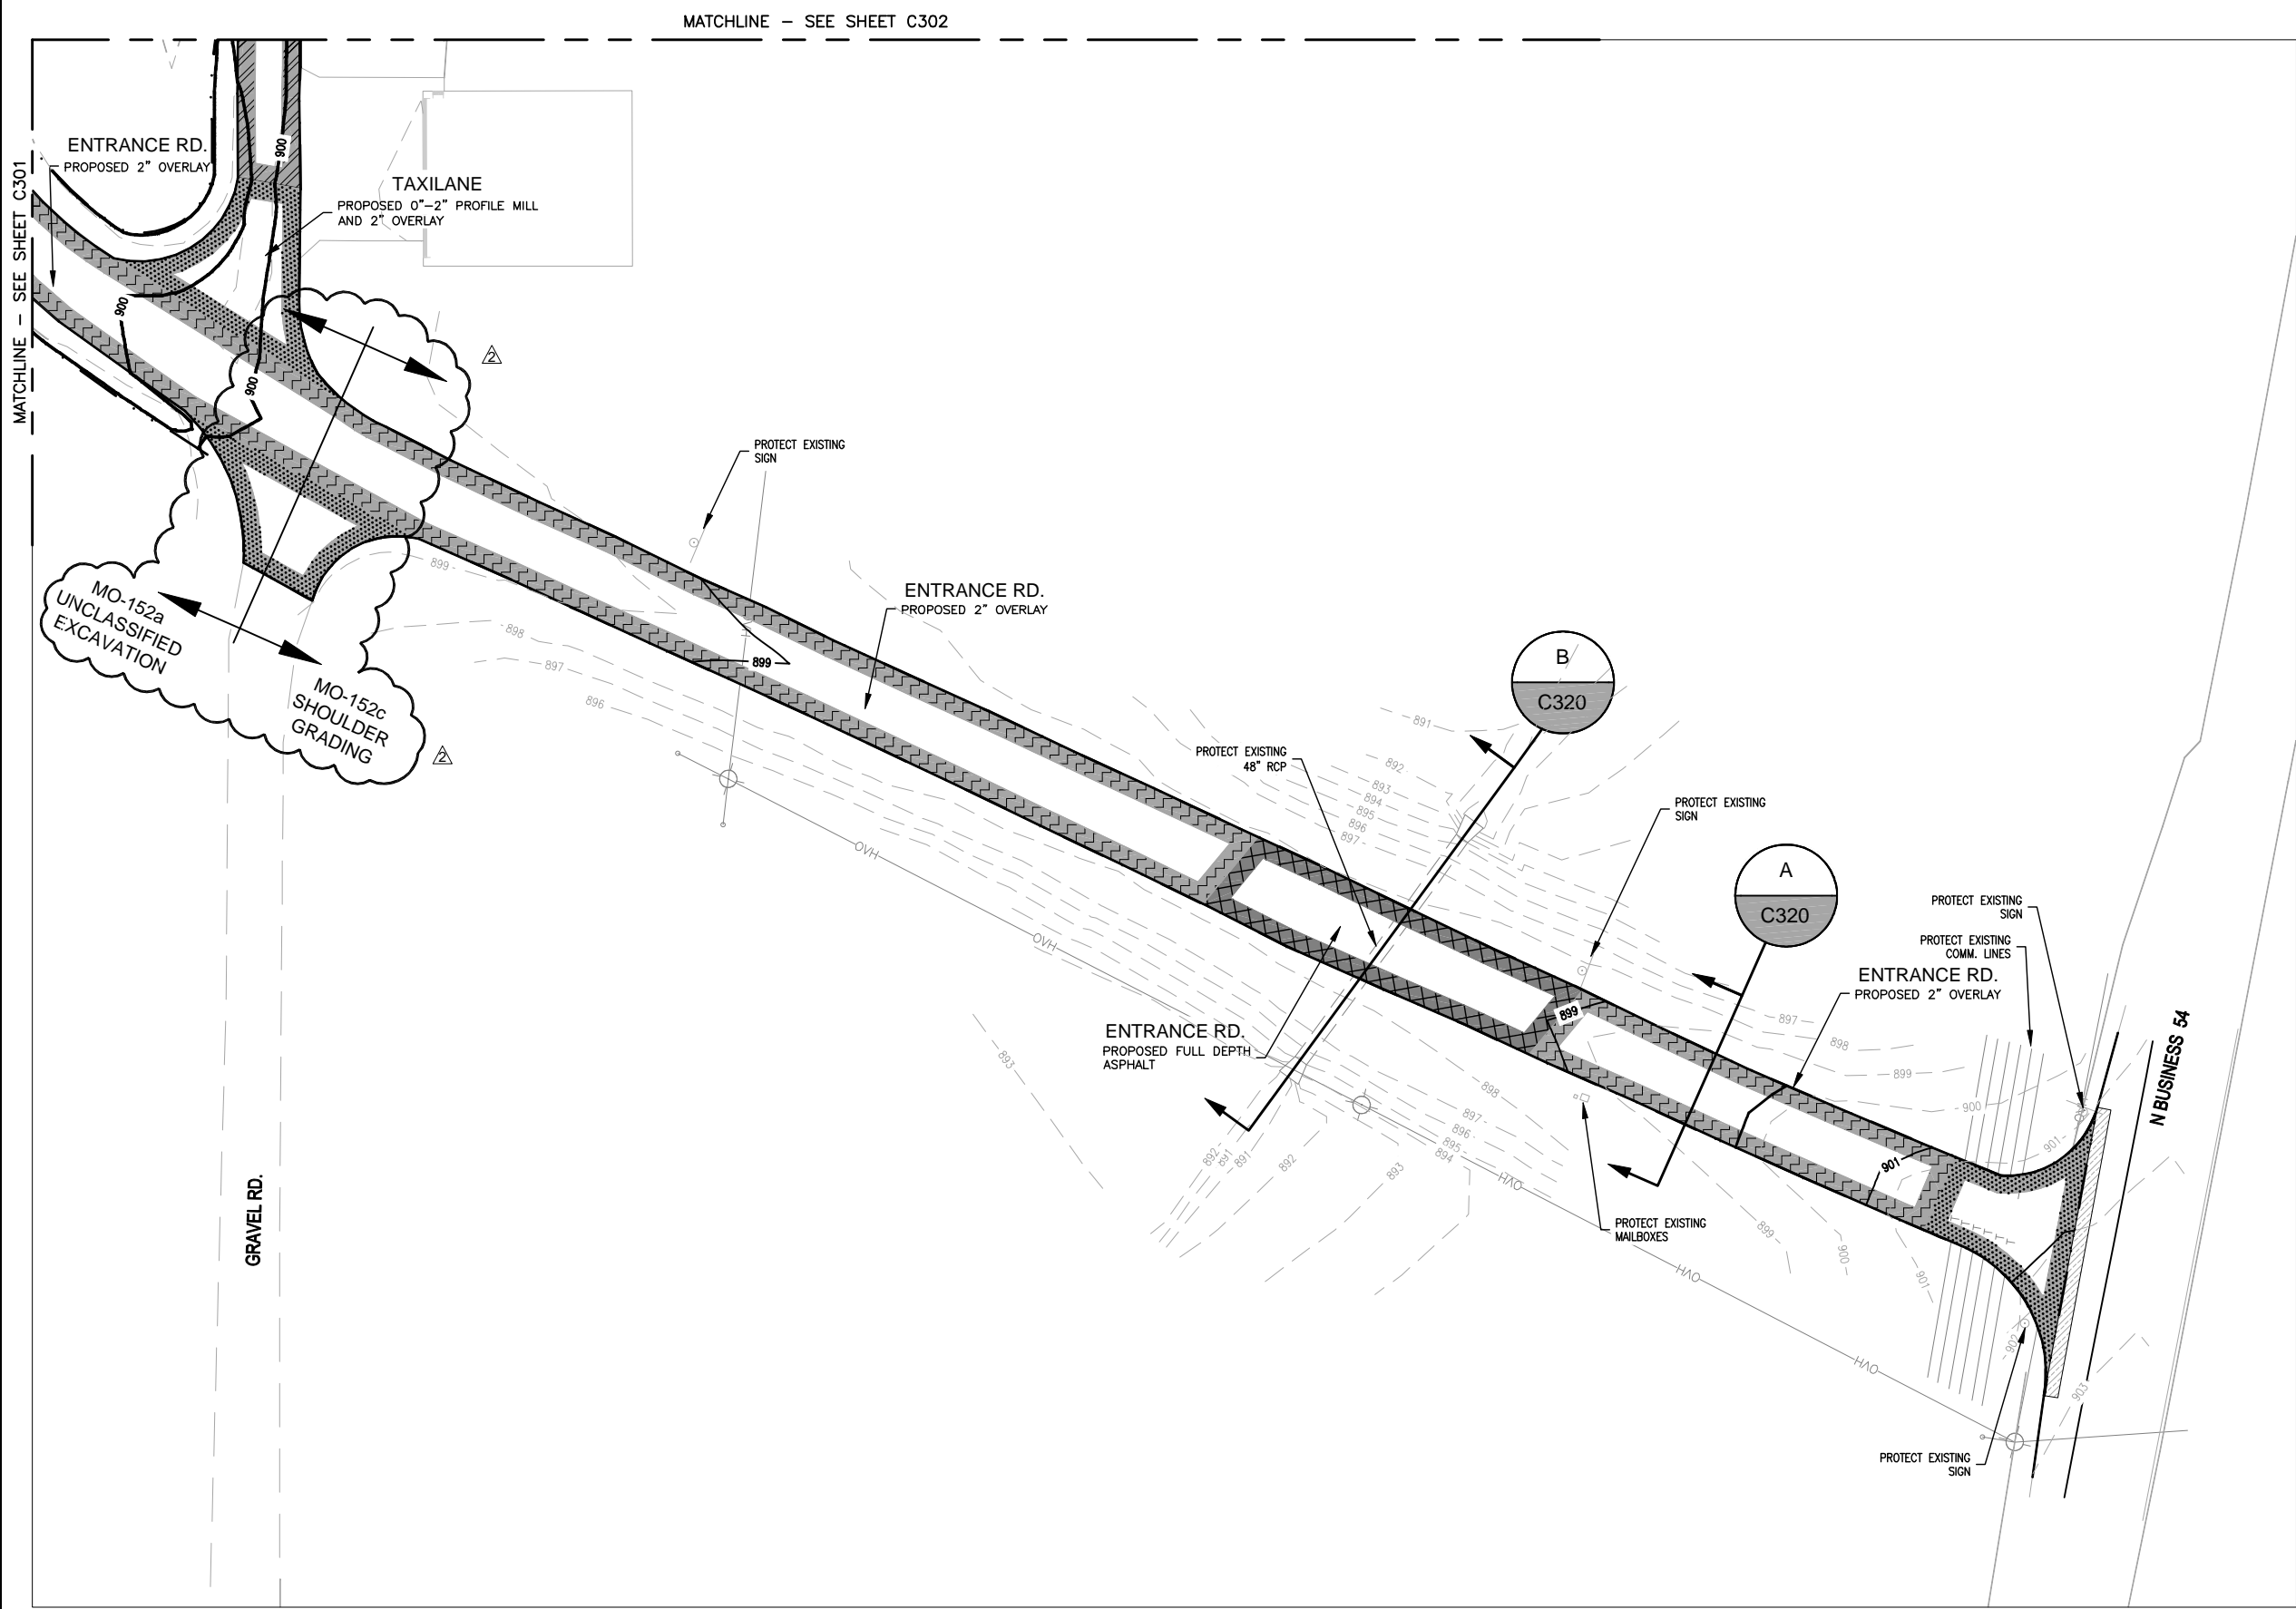 MATCHLINE - SEE SHEET C302
MATCHLINE - SEE SHEET C301
ENTRANCE RD.
PROPOSED 2" OVERLAY
900
TAXILANE
PROPOSED 0"-2" PROFILE MILL
AND 2" OVERLAY
900
900
2
PROTECT EXISTING
SIGN
899
MO-152a
UNCLASSIFIED
EXCAVATION
MO-152c
SHOULDER
GRADING
2
898
897
896
899
ENTRANCE RD.
PROPOSED 2" OVERLAY
B
C320
891
PROTECT EXISTING
48" RCP
892
893
894
895
896
897
PROTECT EXISTING
SIGN
A
C320
OVH
OVH
PROTECT EXISTING
SIGN
PROTECT EXISTING
COMM. LINES
ENTRANCE RD.
PROPOSED 2" OVERLAY
899
897
898
899
900
901
N BUSINESS 54
ENTRANCE RD.
PROPOSED FULL DEPTH
ASPHALT
893
898
897
896
895
894
892
891
891
892
893
OVH
901
PROTECT EXISTING
MAILBOXES
899
900
901
OVH
OVH
902
903
PROTECT EXISTING
SIGN
GRAVEL RD.